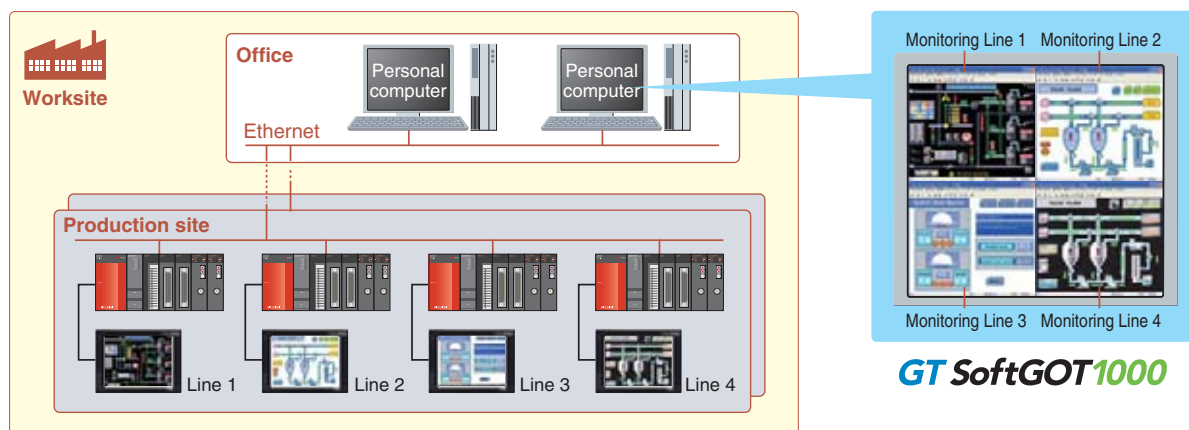 Worksite
Office
Personal
computer
Personal
computer
Ethernet
Production site
Line 1
Line 2
Line 3
Line 4
Monitoring Line 1
Monitoring Line 2
Monitoring Line 3
Monitoring Line 4
GT SoftGOT1000